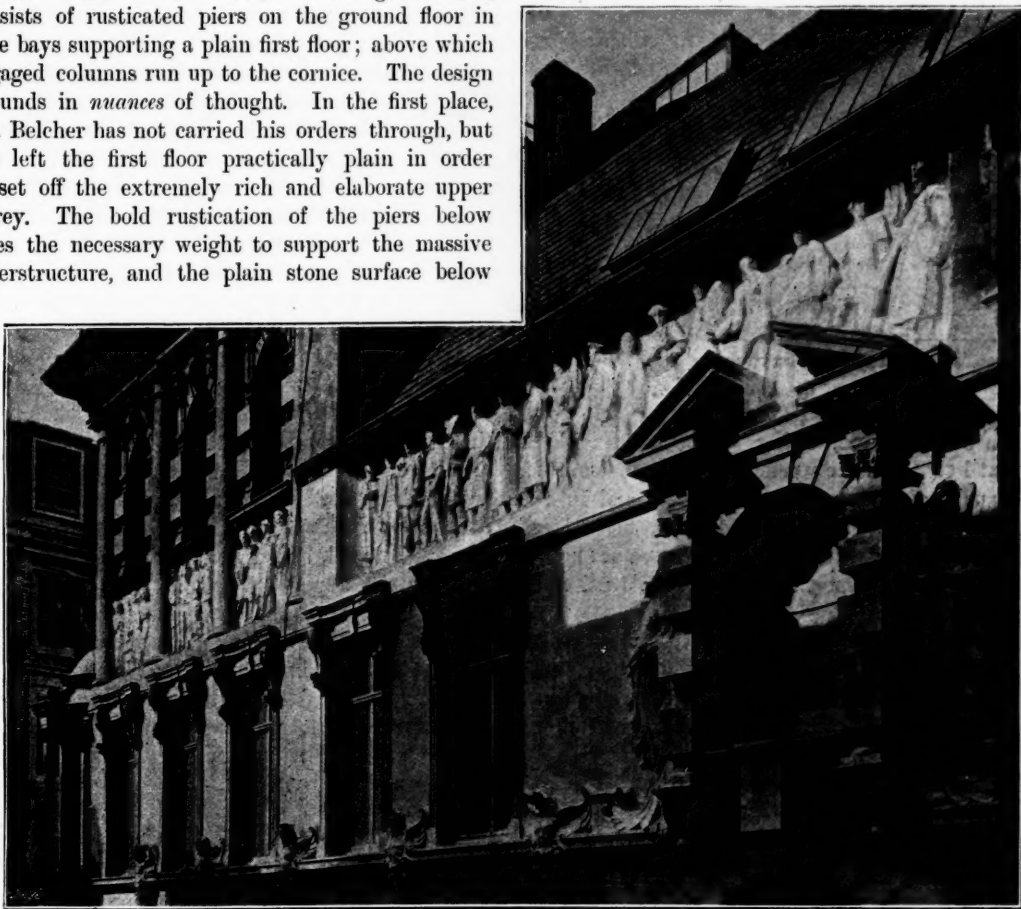 sists of rusticated piers on the ground floor in
e bays supporting a plain first floor; above which
gaged columns run up to the cornice. The design
unds in nuances of thought. In the first place,
. Belcher has not carried his orders through, but
left the first floor practically plain in order
set off the extremely rich and elaborate upper
rey. The bold rustication of the piers below
es the necessary weight to support the massive
erstructure, and the plain stone surface below